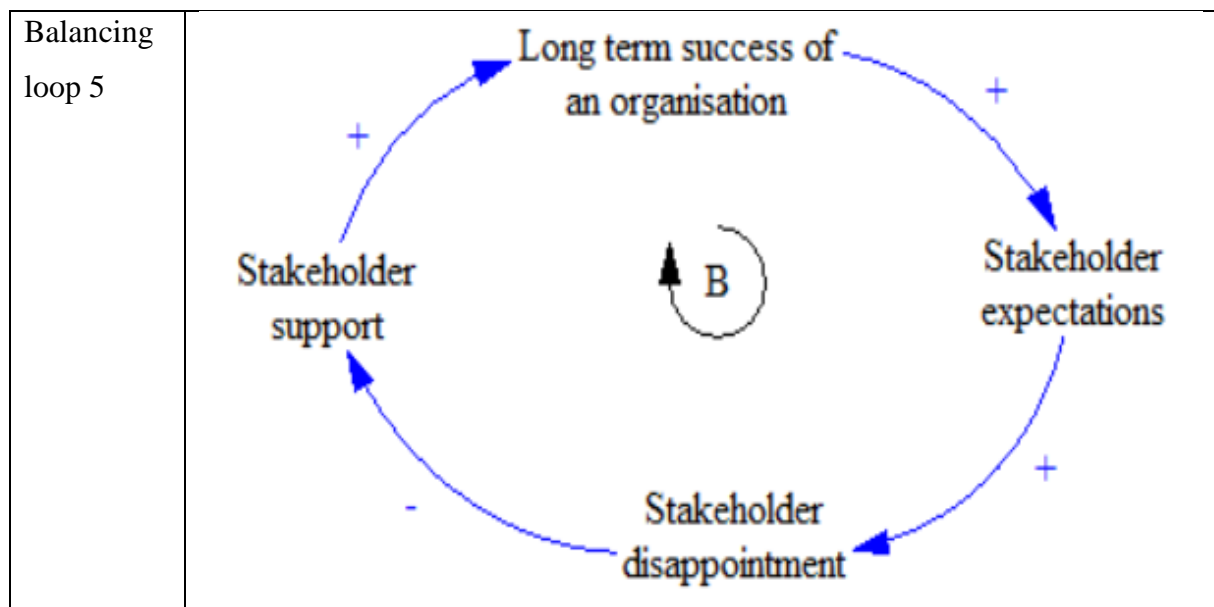 Balancing
loop 5
Long term success of
an organisation
+
+
Stakeholder
support
B
Stakeholder
expectations
-
+
Stakeholder
disappointment